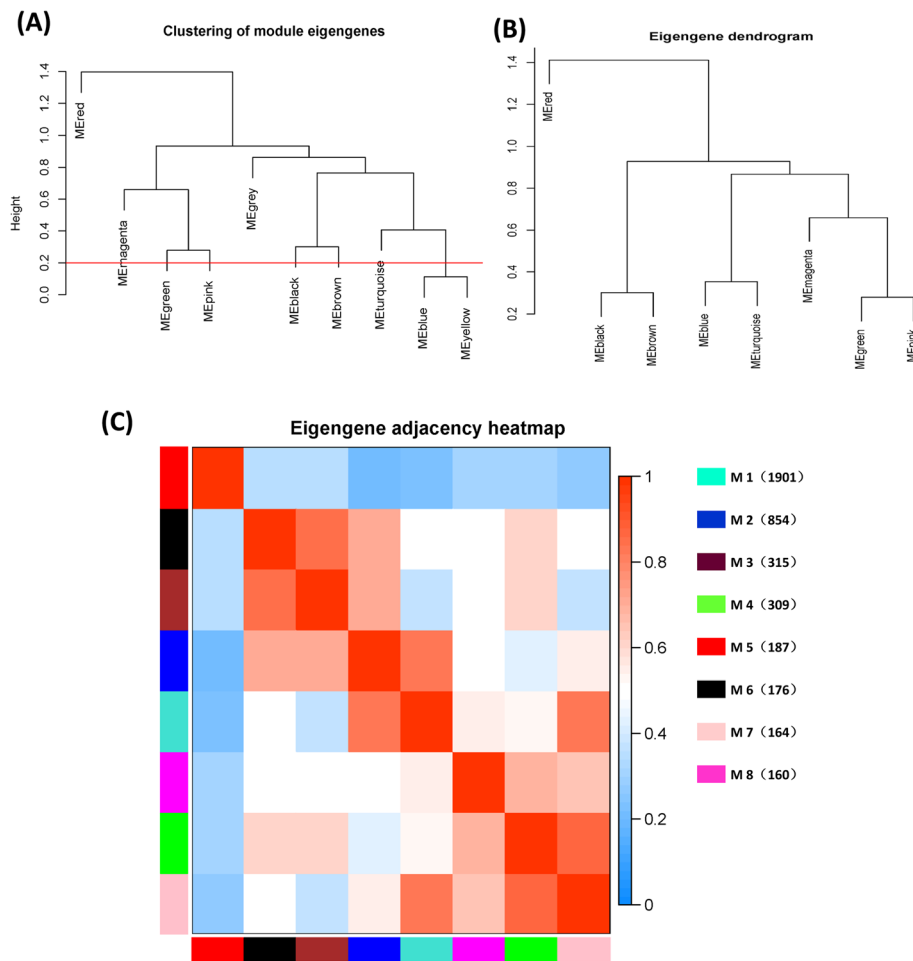 (A)
Clustering of module eigengenes
Height
0.0
0.2
0.4
0.6
0.8
1.0
1.2
1.4
MEred
MEmagenta
MEgreen
MEpink
MEgrey
MEblack
MEbrown
MEturquoise
MEblue
MEyellow
(B)
Eigengene dendrogram
0.2
0.4
0.6
0.8
1.0
1.2
1.4
MEred
MEblack
MEbrown
MEblue
MEturquoise
MEmagenta
MEgreen
MEpink
(C)
Eigengene adjacency heatmap
1
0.8
0.6
0.4
0.2
0
M 1（1901）
M 2（854）
M 3（315）
M 4（309）
M 5（187）
M 6（176）
M 7（164）
M 8（160）